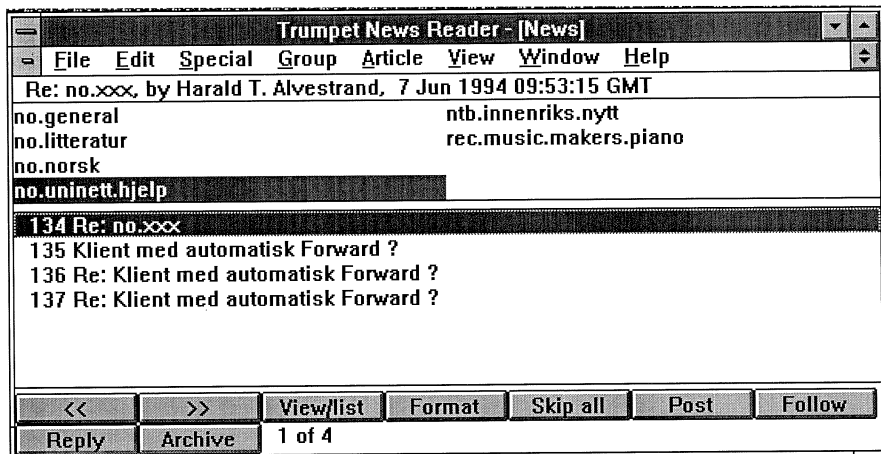 Trumpet News Reader - [News]
File Edit Special Group Article View Window Help
Re: no.xxx, by Harald T. Alvestrand, 7 Jun 1994 09:53:15 GMT
no.general ntb.innenriks.nytt
no.litteratur rec.music.makers.piano
no.norsk
no.uninett.hjelp
134 Re: no.xxx
135 Klient med automatisk Forward ?
136 Re: Klient med automatisk Forward ?
137 Re: Klient med automatisk Forward ?
<< >> View/list Format Skip all Post Follow
Reply Archive 1 of 4